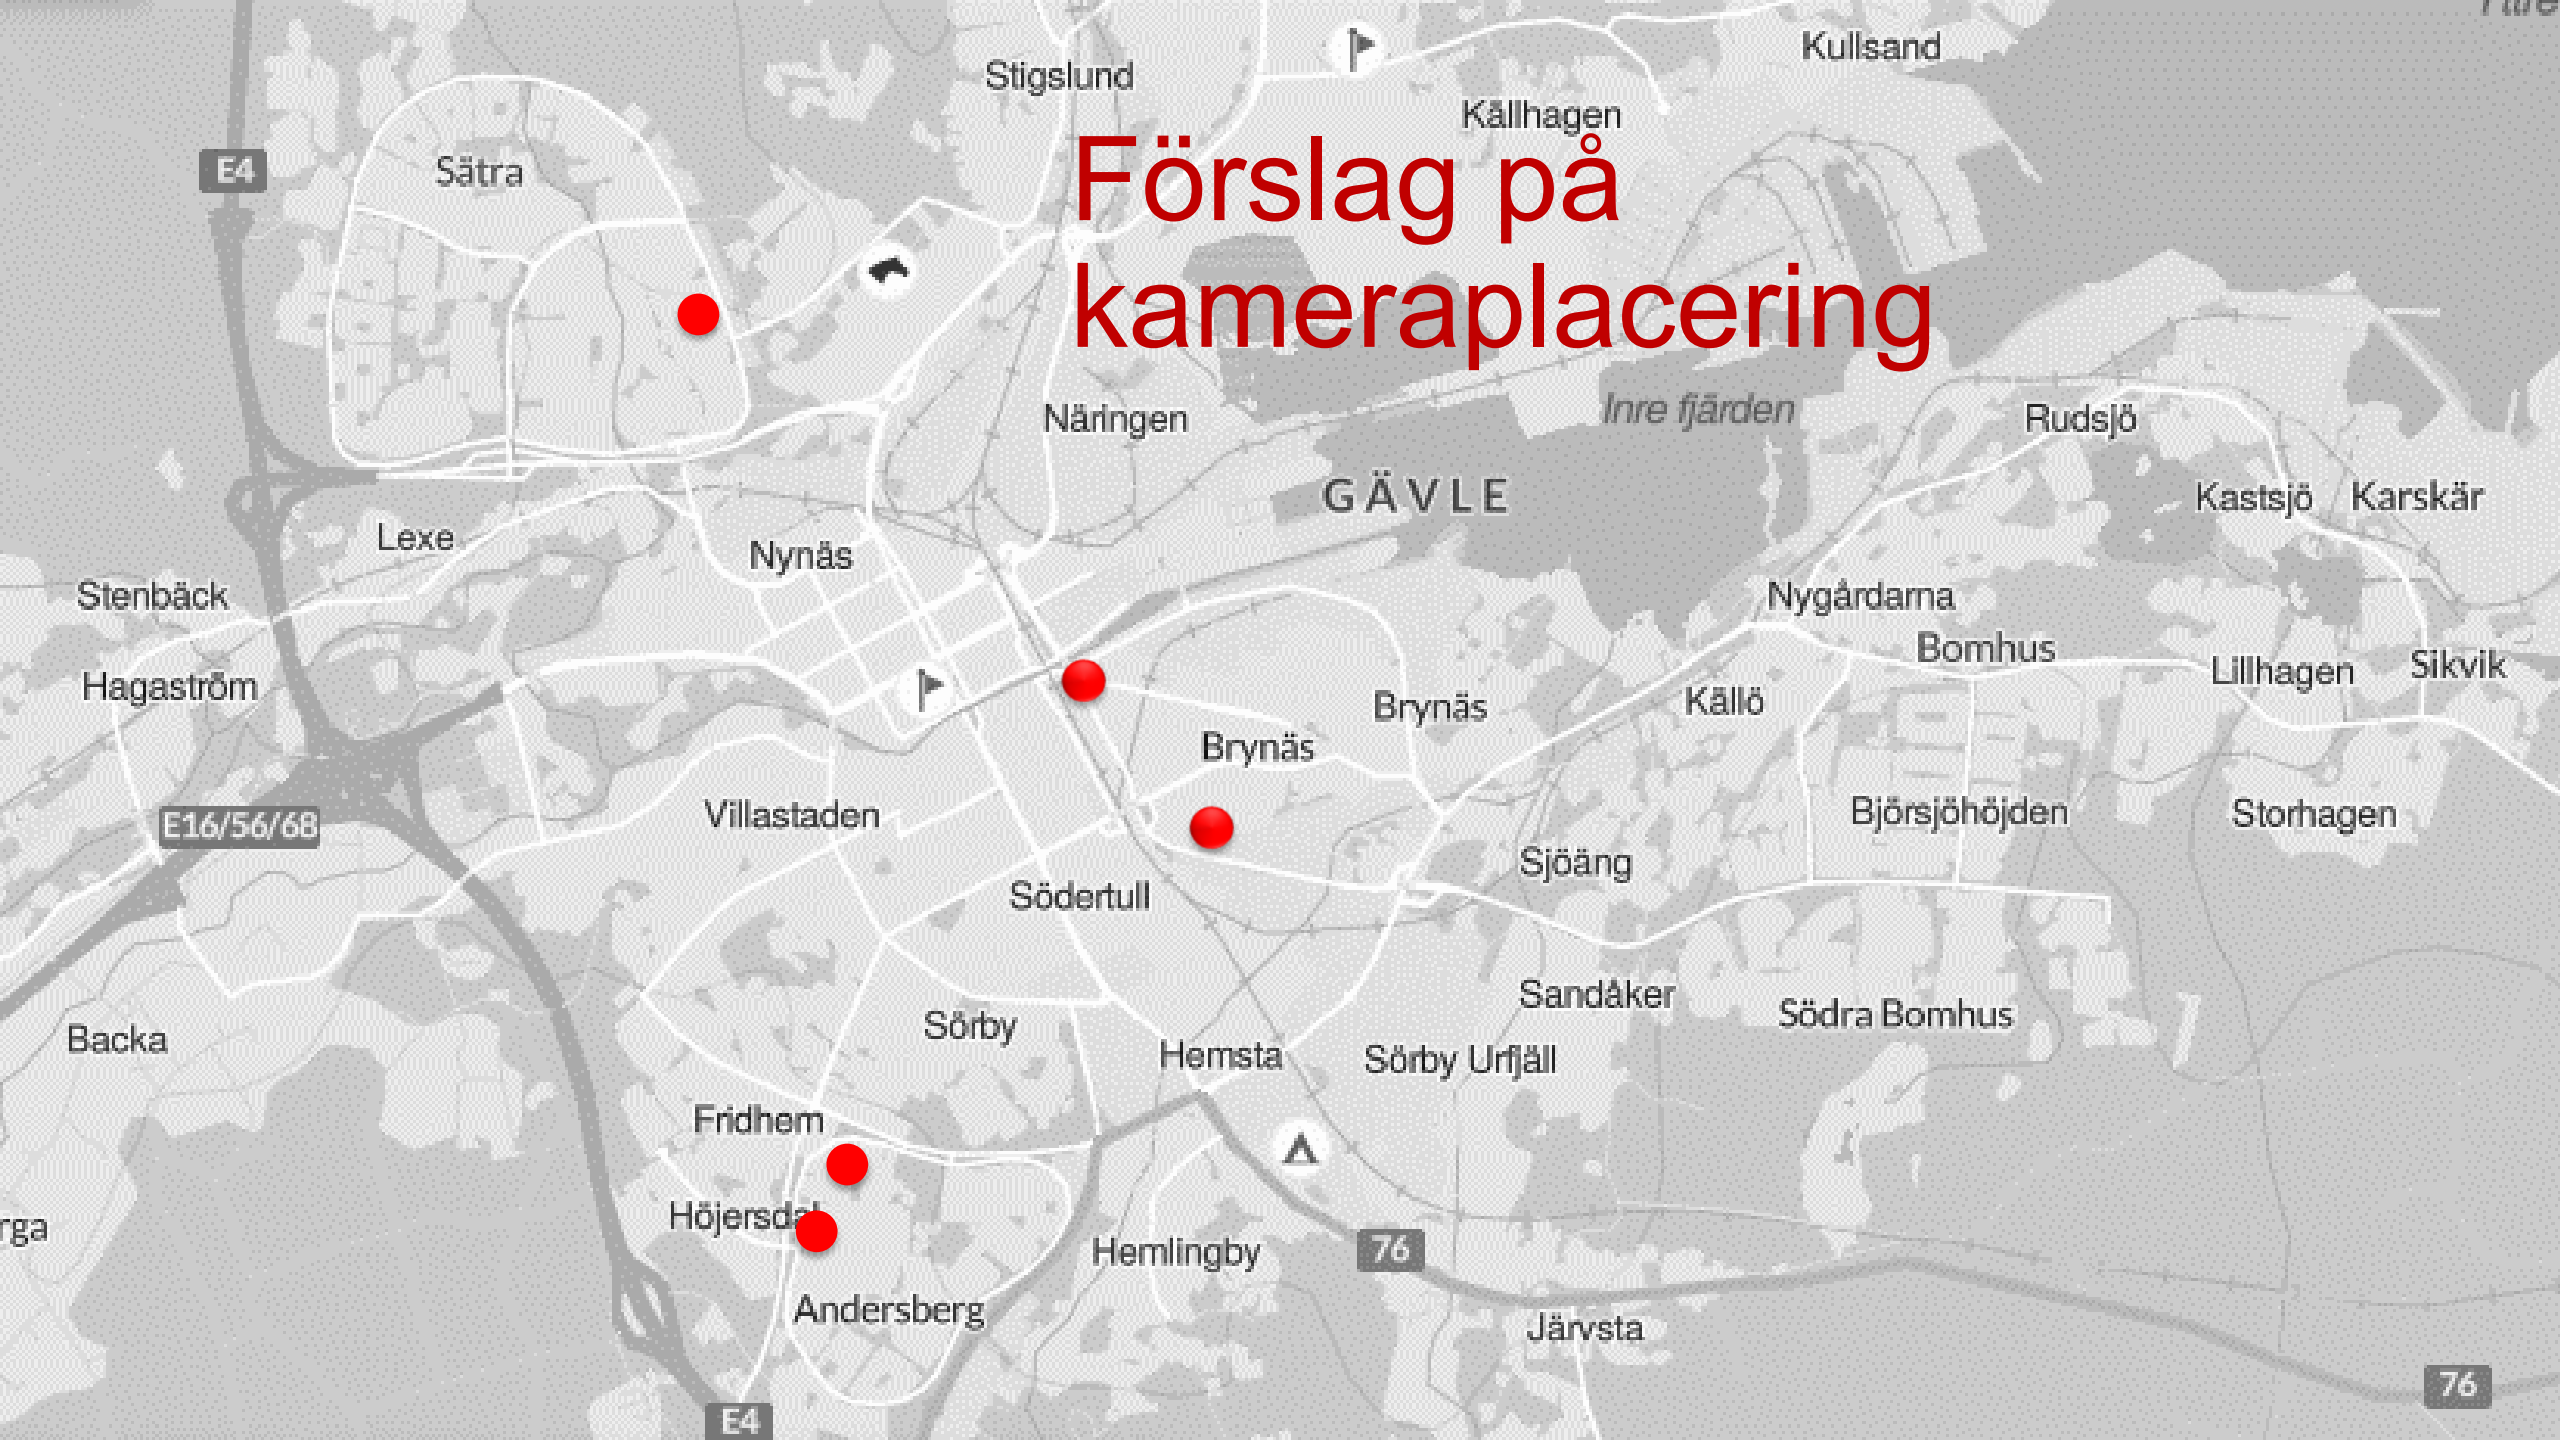 Kullsand
Stigslund
Källhagen
Förslag på
kameraplacering
E4
Sätra
Inre fjärden
Näringen
Rudsjö
GÄVLE
Kastsjö
Karskär
Lexe
Nynäs
Stenbäck
Nygårdarna
Bomhus
Hagaström
Lillhagen
Sikvik
Källö
Brynäs
Brynäs
E16/56/68
Villastaden
Björsjöhöjden
Storhagen
Sjöäng
Södertull
Sandåker
Södra Bomhus
Backa
Sörby
Hemsta
Sörby Urfjäll
Fridhem
Höjersdal
rga
Hemlingby
76
Andersberg
Järvsta
76
E4